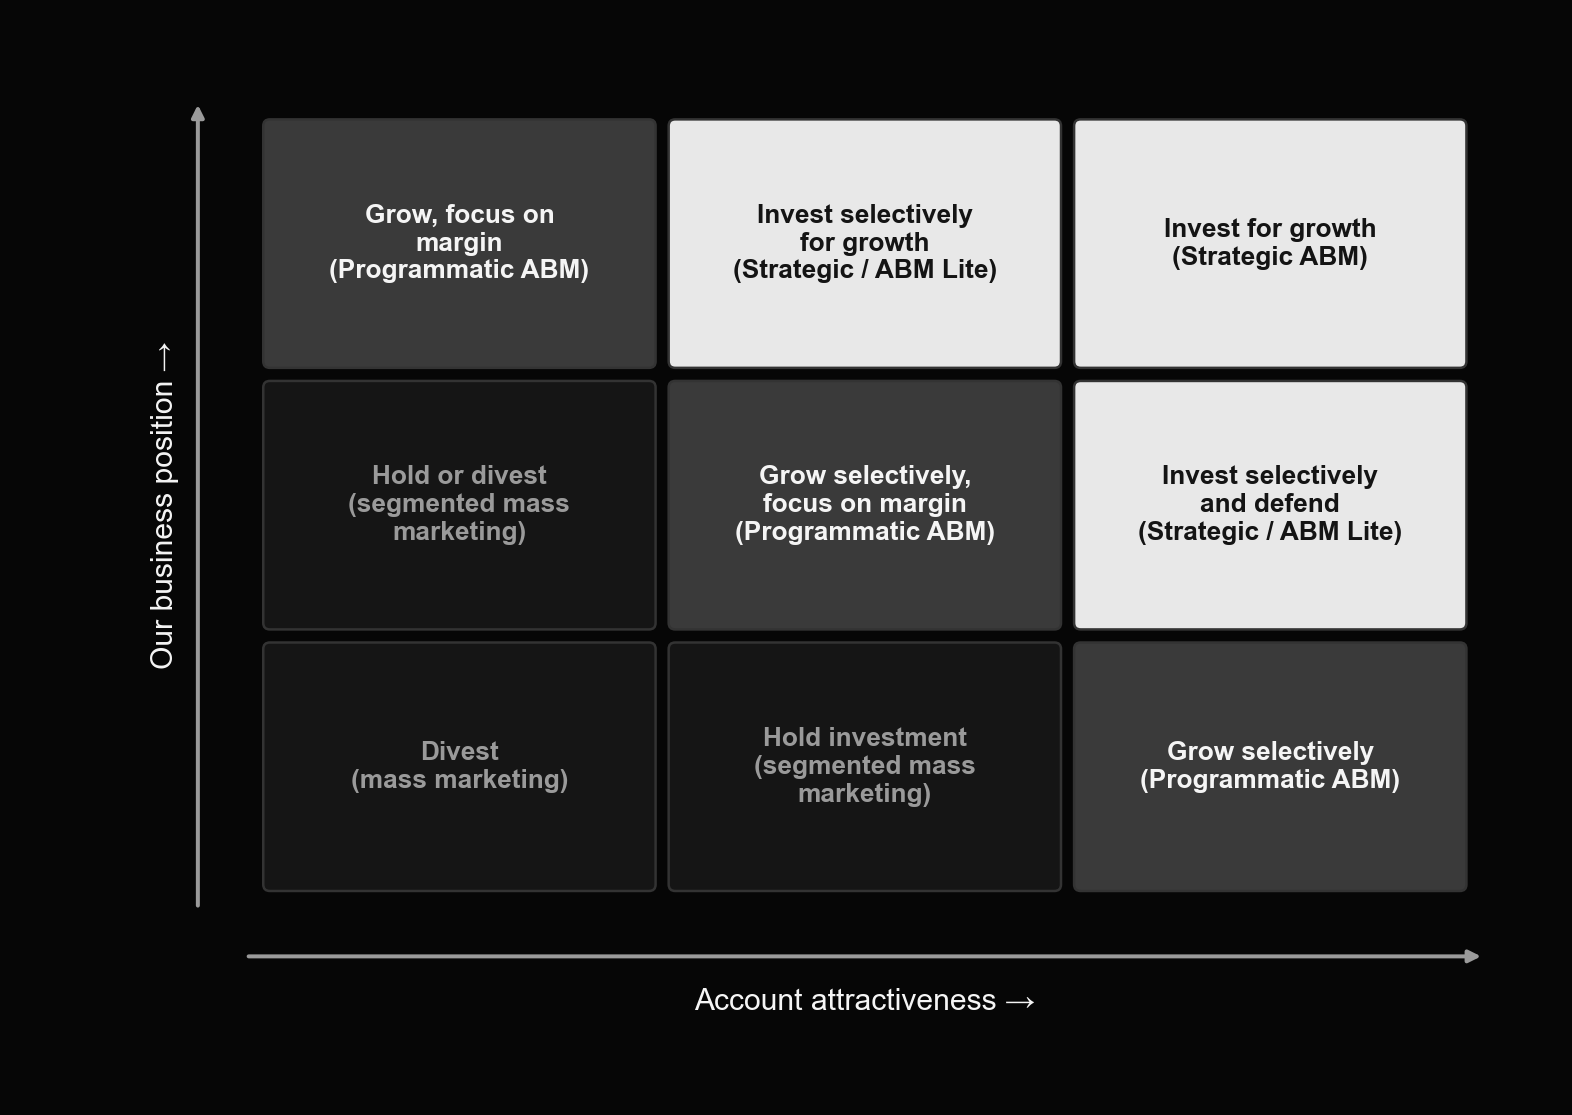 Grow, focus on
margin
(Programmatic ABM)
Invest selectively
for growth
(Strategic / ABM Lite)
Invest for growth
(Strategic ABM)
Hold or divest
(segmented mass
marketing)
Grow selectively,
focus on margin
(Programmatic ABM)
Invest selectively
and defend
(Strategic / ABM Lite)
Divest
(mass marketing)
Hold investment
(segmented mass
marketing)
Grow selectively
(Programmatic ABM)
Our business position →
Account attractiveness →